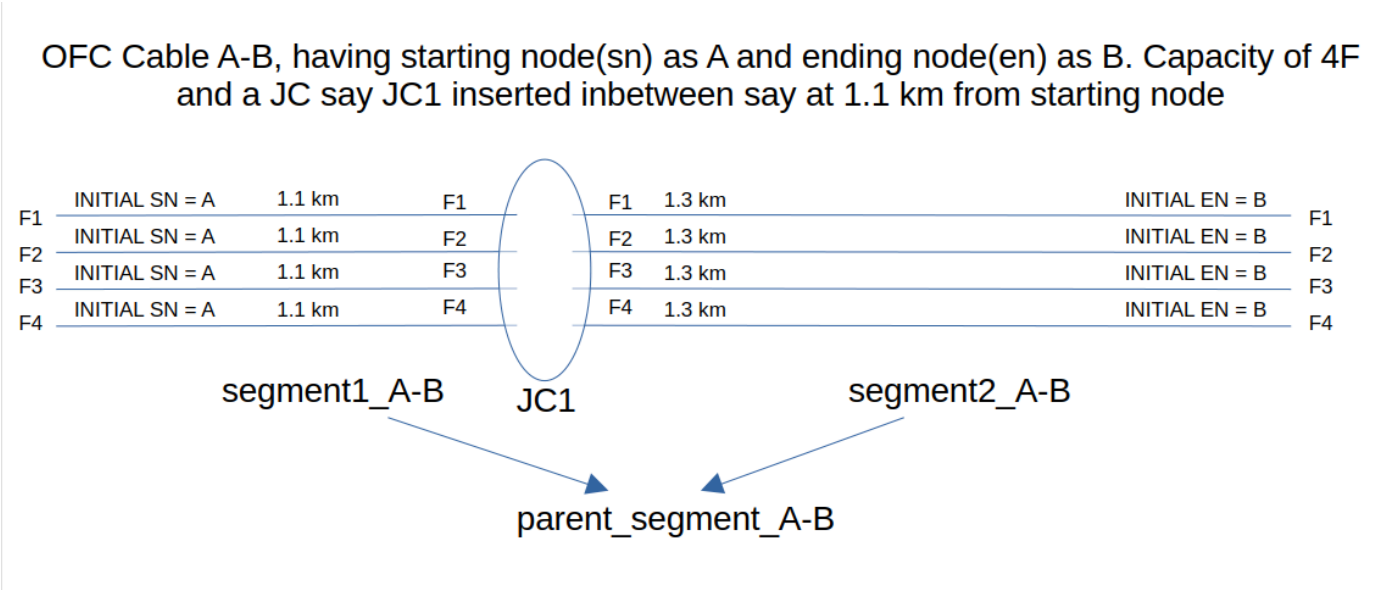 OFC Cable A-B, having starting node(sn) as A and ending node(en) as B. Capacity of 4F
and a JC say JC1 inserted inbetween say at 1.1 km from starting node
F1 INITIAL SN = A 1.1 km F1 F1 1.3 km INITIAL EN = B F1
F2 INITIAL SN = A 1.1 km F2 F2 1.3 km INITIAL EN = B F2
F3 INITIAL SN = A 1.1 km F3 F3 1.3 km INITIAL EN = B F3
F4 INITIAL SN = A 1.1 km F4 F4 1.3 km INITIAL EN = B F4
segment1_A-B JC1 segment2_A-B
parent_segment_A-B